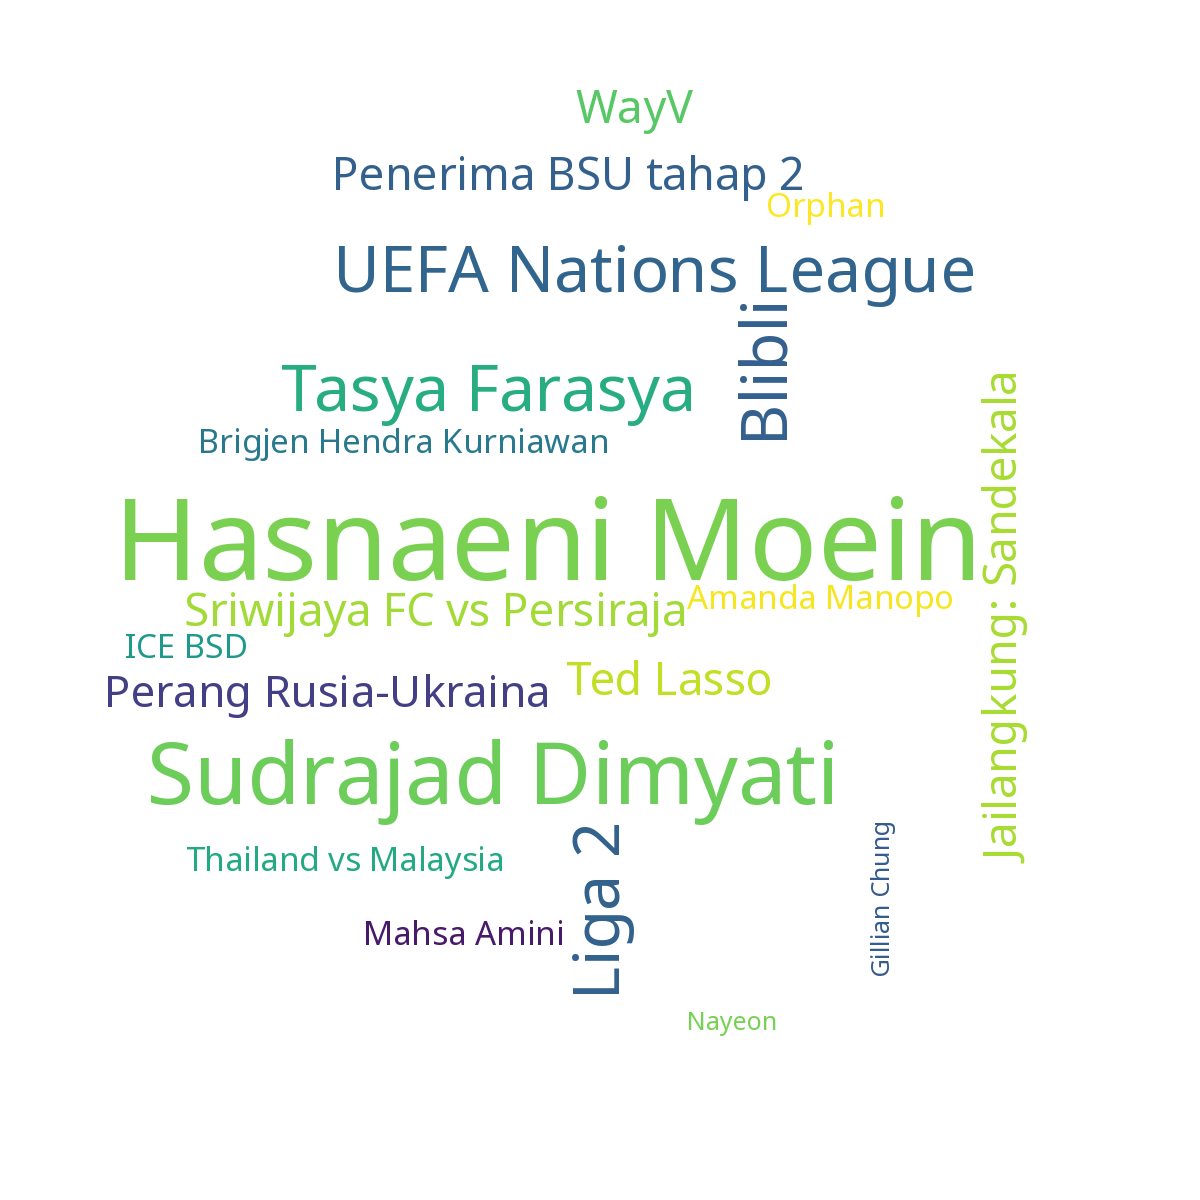 WayV
Penerima BSU tahap 2
Orphan
UEFA Nations League
Blibli
Tasya Farasya
Brigjen Hendra Kurniawan
Jailangkung: Sandekala
Hasnaeni Moein
Amanda Manopo
Sriwijaya FC vs Persiraja
ICE BSD
Ted Lasso
Perang Rusia-Ukraina
Sudrajad Dimyati
Liga 2
Gillian Chung
Thailand vs Malaysia
Mahsa Amini
Nayeon